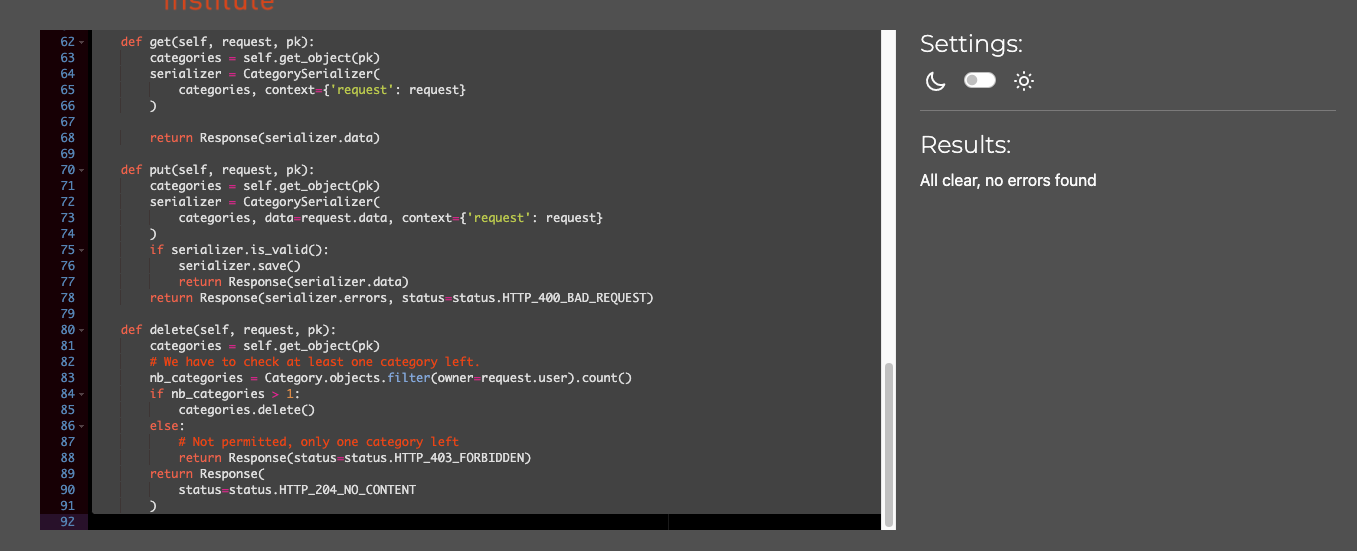 Institute
62 def get(self, request, pk):
63 categories = self.get_object(pk)
64 serializer = CategorySerializer(
65 categories, context={'request': request}
66 )
67
68 return Response(serializer.data)
69
70 def put(self, request, pk):
71 categories = self.get_object(pk)
72 serializer = CategorySerializer(
73 categories, data=request.data, context={'request': request}
74 )
75 if serializer.is_valid():
76 serializer.save()
77 return Response(serializer.data)
78 return Response(serializer.errors, status=status.HTTP_400_BAD_REQUEST)
79
80 def delete(self, request, pk):
81 categories = self.get_object(pk)
82 # We have to check at least one category left.
83 nb_categories = Category.objects.filter(owner=request.user).count()
84 if nb_categories > 1:
85 categories.delete()
86 else:
87 # Not permitted, only one category left
88 return Response(status=status.HTTP_403_FORBIDDEN)
89 return Response(
90 status=status.HTTP_204_NO_CONTENT
91 )
92
Settings:
Results:
All clear, no errors found